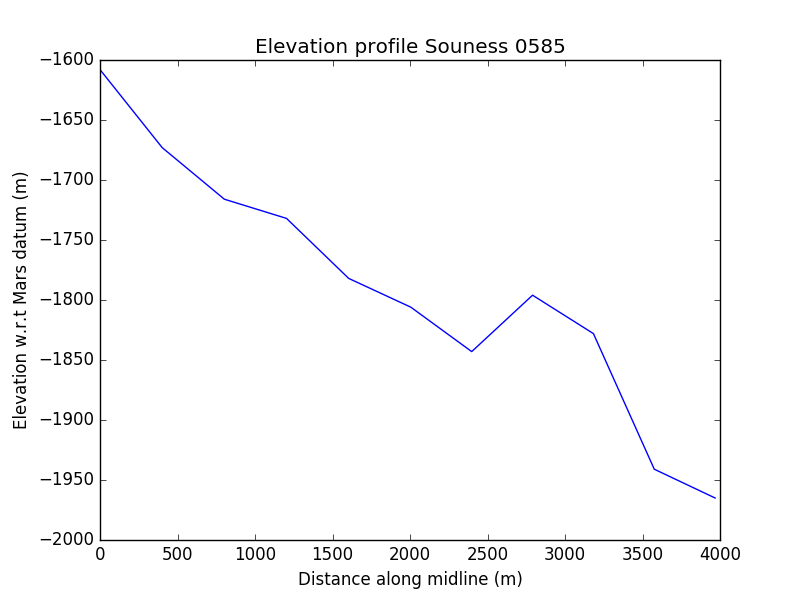 Elevation profile Souness 0585
−1600
−1650
−1700
−1750
−1800
−1850
−1900
−1950
−2000
Elevation w.r.t Mars datum (m)
0 500 1000 1500 2000 2500 3000 3500 4000
Distance along midline (m)